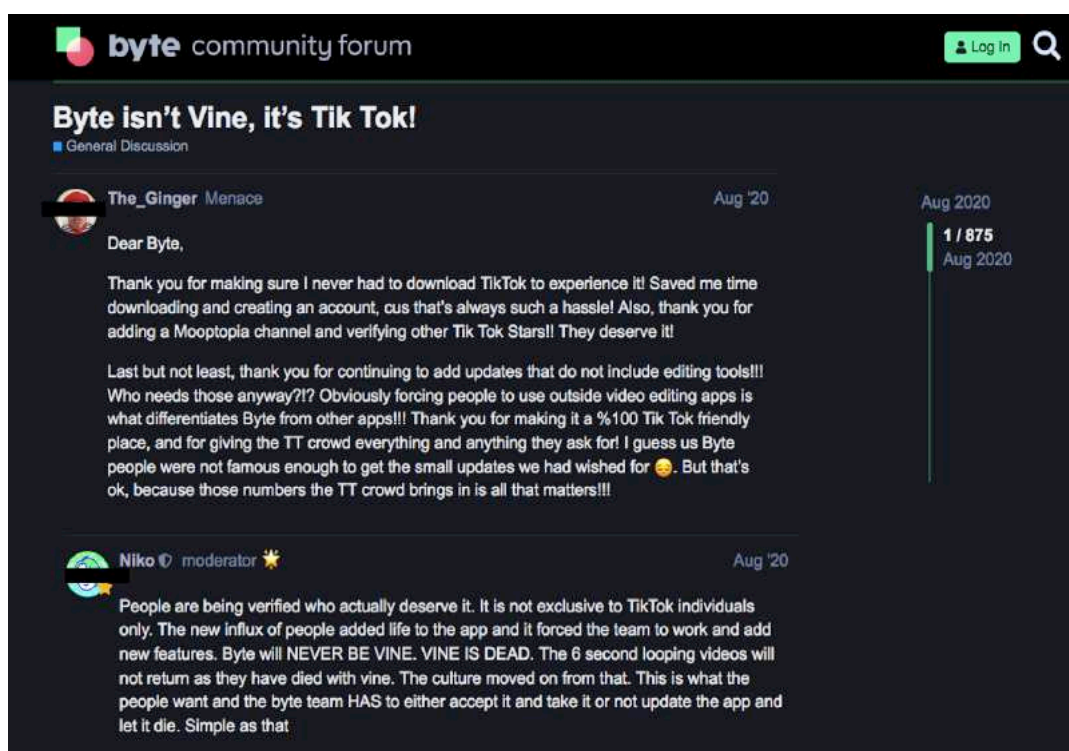 byte community forum
Log In
Byte isn’t Vine, it’s Tik Tok!
General Discussion
The_Ginger Menace
Aug '20
Dear Byte,
Thank you for making sure I never had to download TikTok to experience it! Saved me time
downloading and creating an account, cus that's always such a hassle! Also, thank you for
adding a Mooptopia channel and verifying other Tik Tok Stars!! They deserve it!
Last but not least, thank you for continuing to add updates that do not include editing tools!!!
Who needs those anyway?!? Obviously forcing people to use outside video editing apps is
what differentiates Byte from other apps!!! Thank you for making it a %100 Tik Tok friendly
place, and for giving the TT crowd everything and anything they ask for! I guess us Byte
people were not famous enough to get the small updates we had wished for 😔. But that's
ok, because those numbers the TT crowd brings in is all that matters!!!
Aug 2020
1 / 875
Aug 2020
Niko moderator
Aug '20
People are being verified who actually deserve it. It is not exclusive to TikTok individuals
only. The new influx of people added life to the app and it forced the team to work and add
new features. Byte will NEVER BE VINE. VINE IS DEAD. The 6 second looping videos will
not return as they have died with vine. The culture moved on from that. This is what the
people want and the byte team HAS to either accept it and take it or not update the app and
let it die. Simple as that